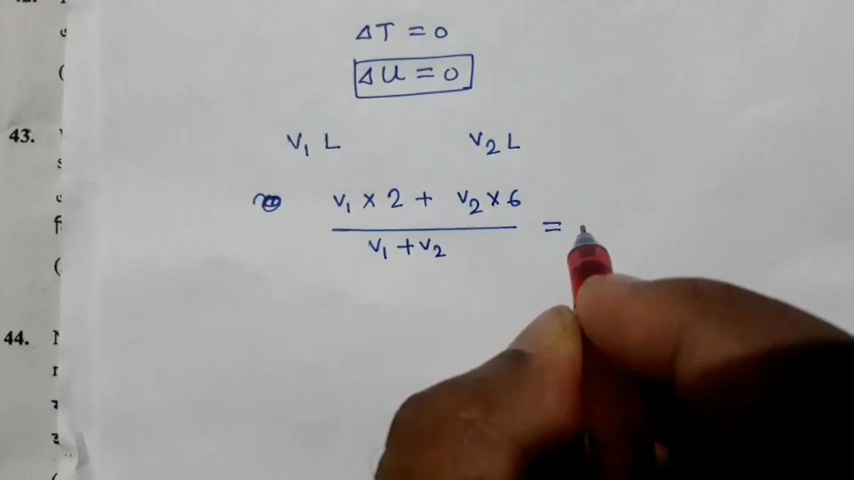 ΔT = 0
ΔU = 0
43.
V₁ L V₂ L
V₁ × 2 + V₂ × 6
=
V₁ + V₂
44.